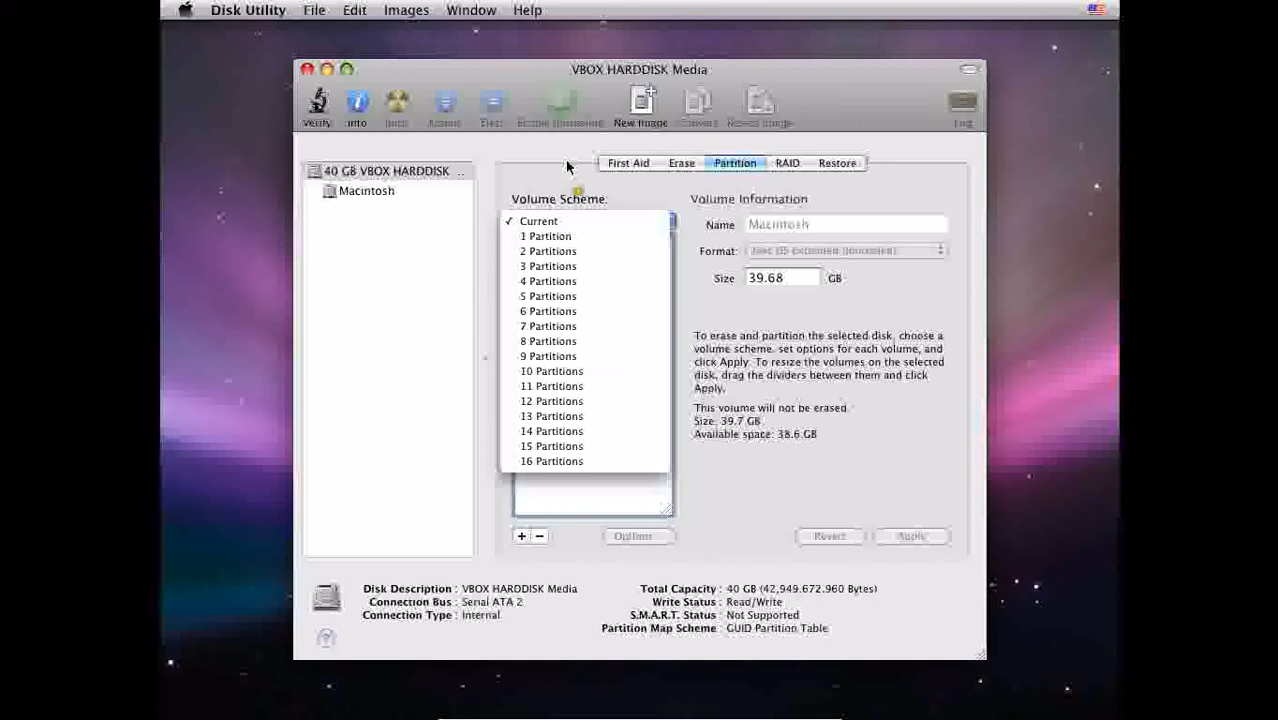 Disk Utility File Edit Images Window Help
VBOX HARDDISK Media
Verify Info New Image
40 GB VBOX HARDDISK ...
Macintosh
First Aid Erase Partition RAID Restore
Volume Scheme:
✓ Current
1 Partition
2 Partitions
3 Partitions
4 Partitions
5 Partitions
6 Partitions
7 Partitions
8 Partitions
9 Partitions
10 Partitions
11 Partitions
12 Partitions
13 Partitions
14 Partitions
15 Partitions
16 Partitions
+ −
Options...
Volume Information
Name Macintosh
Format: Mac OS Extended (Journaled)
Size 39.68 GB
To erase and partition the selected disk, choose a
volume scheme, set options for each volume, and
click Apply. To resize the volumes on the selected
disk, drag the dividers between them and click
Apply.
This volume will not be erased.
Size: 39.7 GB
Available space: 38.6 GB
Revert Apply
Disk Description : VBOX HARDDISK Media
Connection Bus : Serial ATA 2
Connection Type : Internal
Total Capacity : 40 GB (42,949,672,960 Bytes)
Write Status : Read/Write
S.M.A.R.T. Status : Not Supported
Partition Map Scheme : GUID Partition Table
?